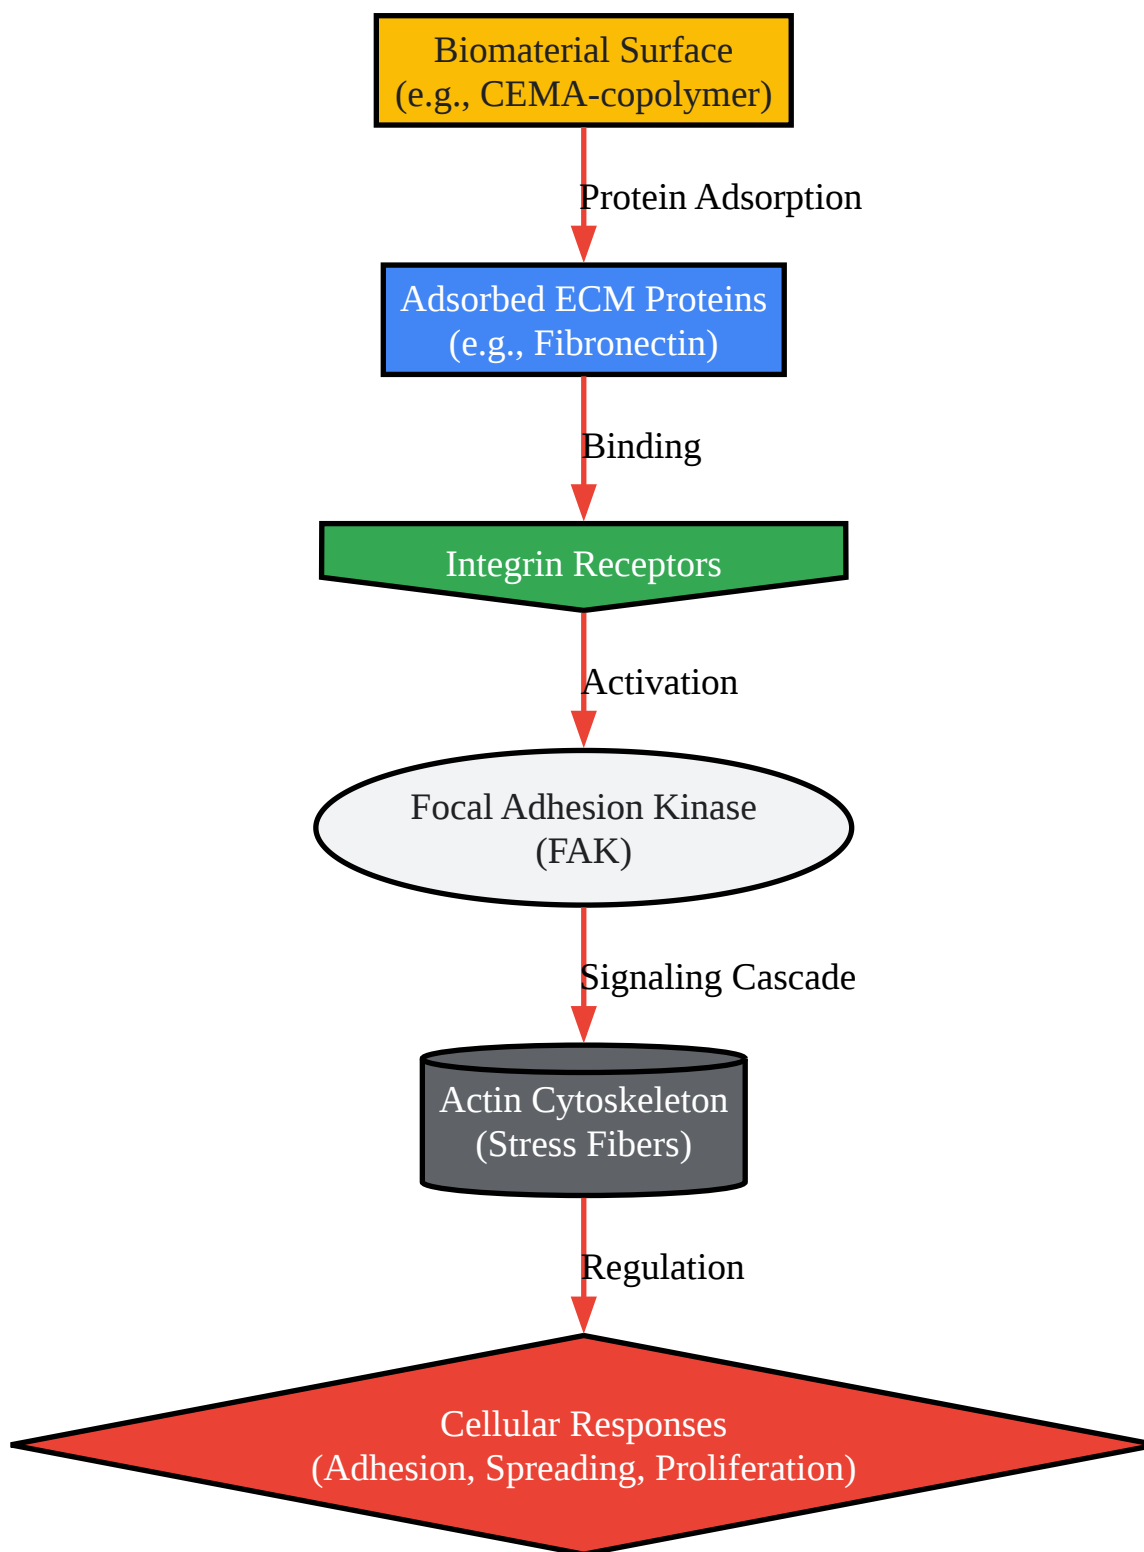 Biomaterial Surface
(e.g., CEMA-copolymer)
Protein Adsorption
Adsorbed ECM Proteins
(e.g., Fibronectin)
Binding
Integrin Receptors
Activation
Focal Adhesion Kinase
(FAK)
Signaling Cascade
Actin Cytoskeleton
(Stress Fibers)
Regulation
Cellular Responses
(Adhesion, Spreading, Proliferation)